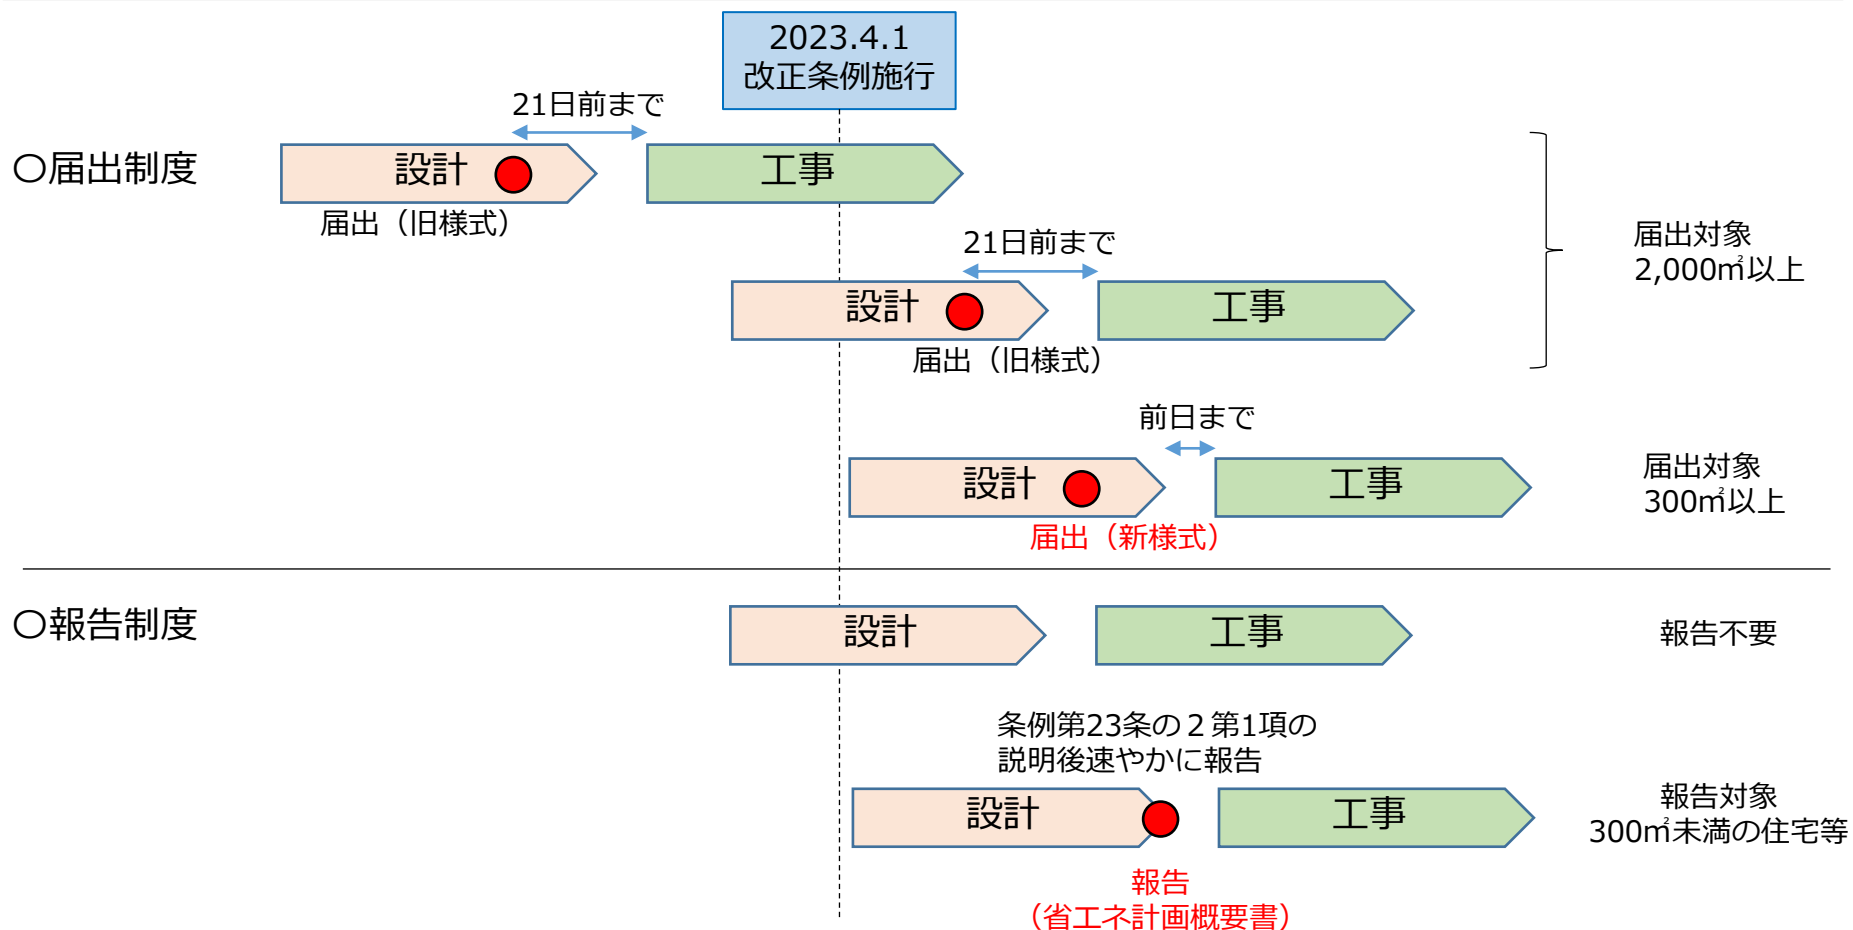 2023.4.1
改正条例施行
21日前まで
〇届出制度
設計
工事
届出（旧様式）
21日前まで
設計
工事
届出（旧様式）
届出対象
2,000㎡以上
前日まで
設計
工事
届出（新様式）
届出対象
300㎡以上
〇報告制度
設計
工事
報告不要
条例第23条の２第1項の
説明後速やかに報告
設計
工事
報告
（省エネ計画概要書）
報告対象
300㎡未満の住宅等